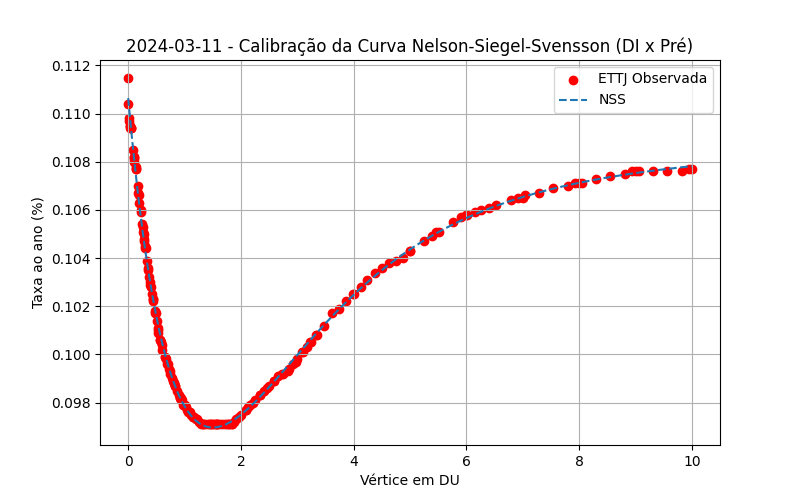 2024-03-11 - Calibração da Curva Nelson-Siegel-Svensson (DI x Pré)
ETTJ Observada
NSS
Taxa ao ano (%)
0.112
0.110
0.108
0.106
0.104
0.102
0.100
0.098
0
2
4
6
8
10
Vértice em DU